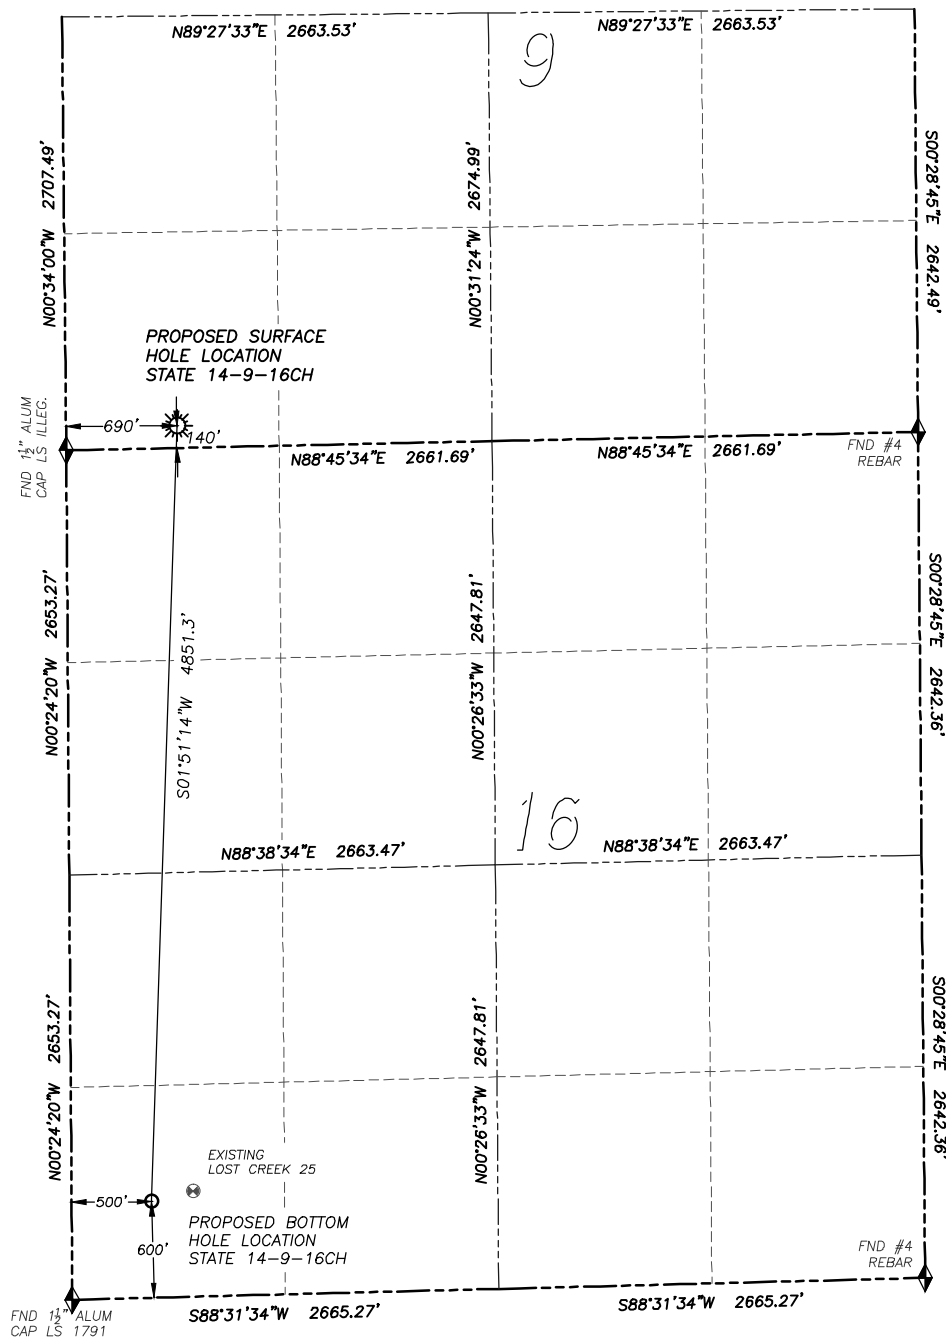 N89°27'33"E 2663.53'
N89°27'33"E 2663.53'
9
N00°34'00"W 2707.49'
N00°31'24"W 2674.99'
S00°28'45"E 2642.49'
PROPOSED SURFACE
HOLE LOCATION
STATE 14-9-16CH
690'
140'
FND 1½" ALUM
CAP LS ILLEG.
N88°45'34"E 2661.69'
N88°45'34"E 2661.69'
FND #4
REBAR
N00°24'20"W 2653.27'
S01°51'14"W 4851.3'
N00°26'33"W 2647.81'
S00°28'45"E 2642.36'
16
N88°38'34"E 2663.47'
N88°38'34"E 2663.47'
N00°24'20"W 2653.27'
N00°26'33"W 2647.81'
S00°28'45"E 2642.36'
EXISTING
LOST CREEK 25
500'
PROPOSED BOTTOM
HOLE LOCATION
STATE 14-9-16CH
600'
FND #4
REBAR
FND 1½" ALUM
CAP LS 1791
S88°31'34"W 2665.27'
S88°31'34"W 2665.27'